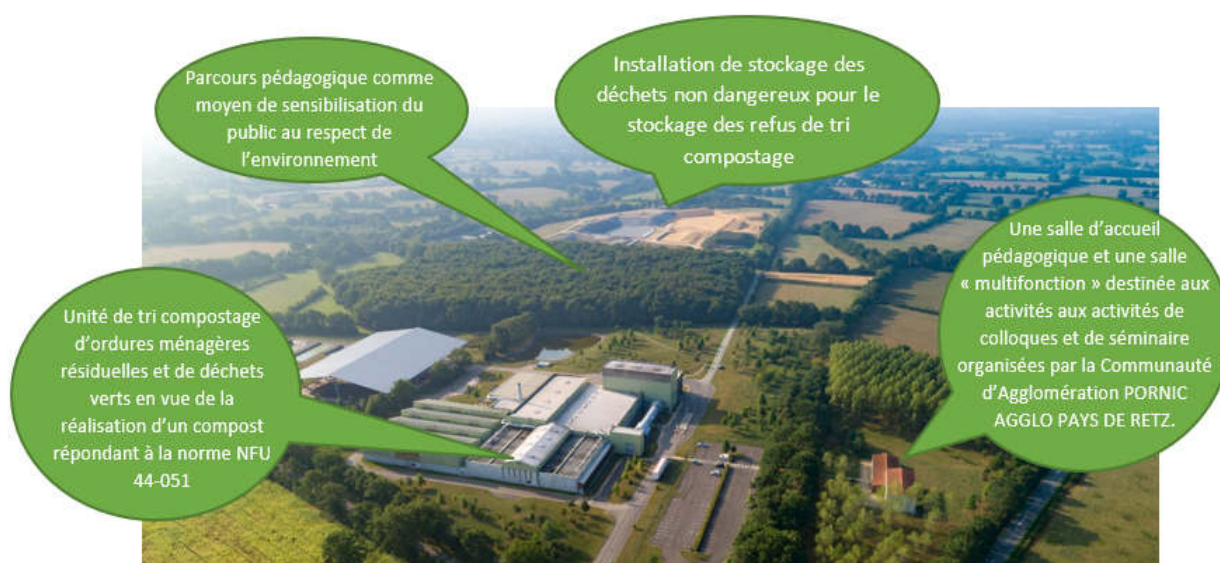 Parcours pédagogique comme
moyen de sensibilisation du
public au respect de
l'environnement
Installation de stockage des
déchets non dangereux pour le
stockage des refus de tri
compostage
Une salle d'accueil
pédagogique et une salle
« multifonction » destinée aux
activités aux activités de
colloques et de séminaire
organisées par la Communauté
d'Agglomération PORNIC
AGGLO PAYS DE RETZ.
Unité de tri compostage
d'ordures ménagères
résiduelles et de déchets
verts en vue de la
réalisation d'un compost
répondant à la norme NFU
44-051